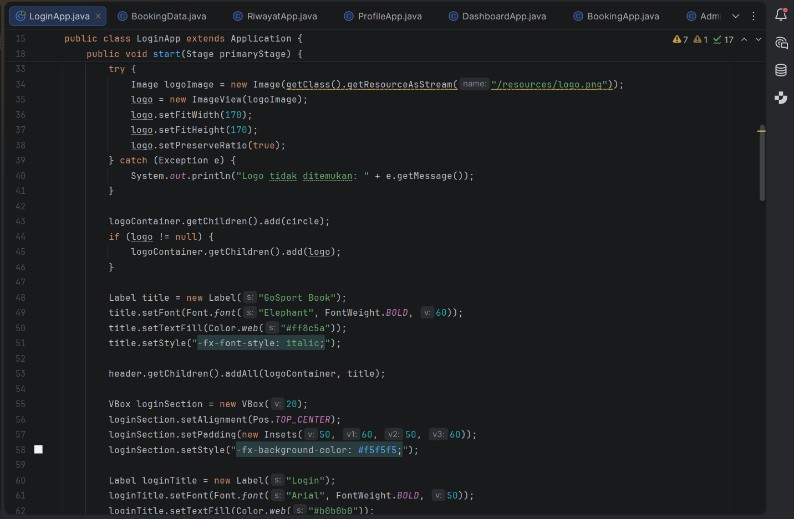 LoginApp.java × BookingData.java RiwayatApp.java ProfileApp.java DashboardApp.java BookingApp.java Adm
15 public class LoginApp extends Application { 7 1 17
18 public void start(Stage primaryStage) {
33 try {
34 Image logoImage = new Image(getClass().getResourceAsStream( name: "/resources/logo.png"));
35 logo = new ImageView(logoImage);
36 logo.setFitWidth(170);
37 logo.setFitHeight(170);
38 logo.setPreserveRatio(true);
39 } catch (Exception e) {
40 System.out.println("Logo tidak ditemukan: " + e.getMessage());
41 }
42
43 logoContainer.getChildren().add(circle);
44 if (logo != null) {
45 logoContainer.getChildren().add(logo);
46 }
47
48 Label title = new Label( s: "GoSport Book");
49 title.setFont(Font.font( s: "Elephant", FontWeight.BOLD, v: 60));
50 title.setTextFill(Color.web( s: "#ff8c5a"));
51 title.setStyle("-fx-font-style: italic;");
52
53 header.getChildren().addAll(logoContainer, title);
54
55 VBox loginSection = new VBox( v: 20);
56 loginSection.setAlignment(Pos.TOP_CENTER);
57 loginSection.setPadding(new Insets( v: 50, v1: 60, v2: 50, v3: 60));
58 loginSection.setStyle("-fx-background-color: #f5f5f5;");
59
60 Label loginTitle = new Label( s: "Login");
61 loginTitle.setFont(Font.font( s: "Arial", FontWeight.BOLD, v: 50));
62 loginTitle.setTextFill(Color.web( s: "#b0b0b0"));